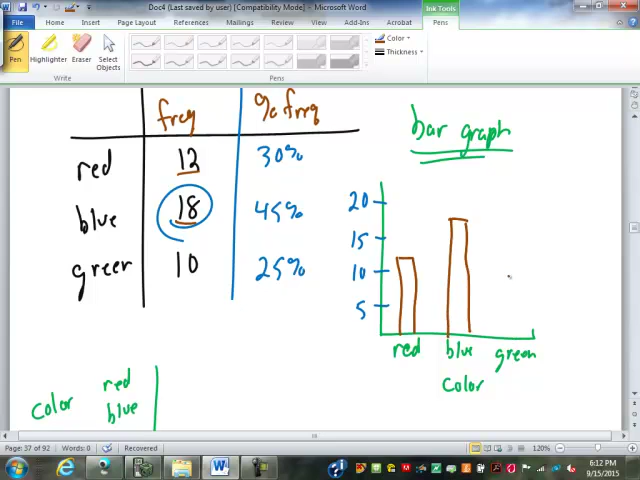 Doc4 (Last saved by user) [Compatibility Mode] - Microsoft Word
Ink Tools
File Home Insert Page Layout References Mailings Review View Add-Ins Acrobat Pens
Pen Highlighter Eraser Select Objects
Color
Thickness
Write Pens
freq % freq
red 12 30%
blue 18 45%
green 10 25%
bar graph
20
15
10
5
red blue green
color
color red
blue
Page: 37 of 92 Words: 0 Recovered 120%
6:12 PM
9/15/2015